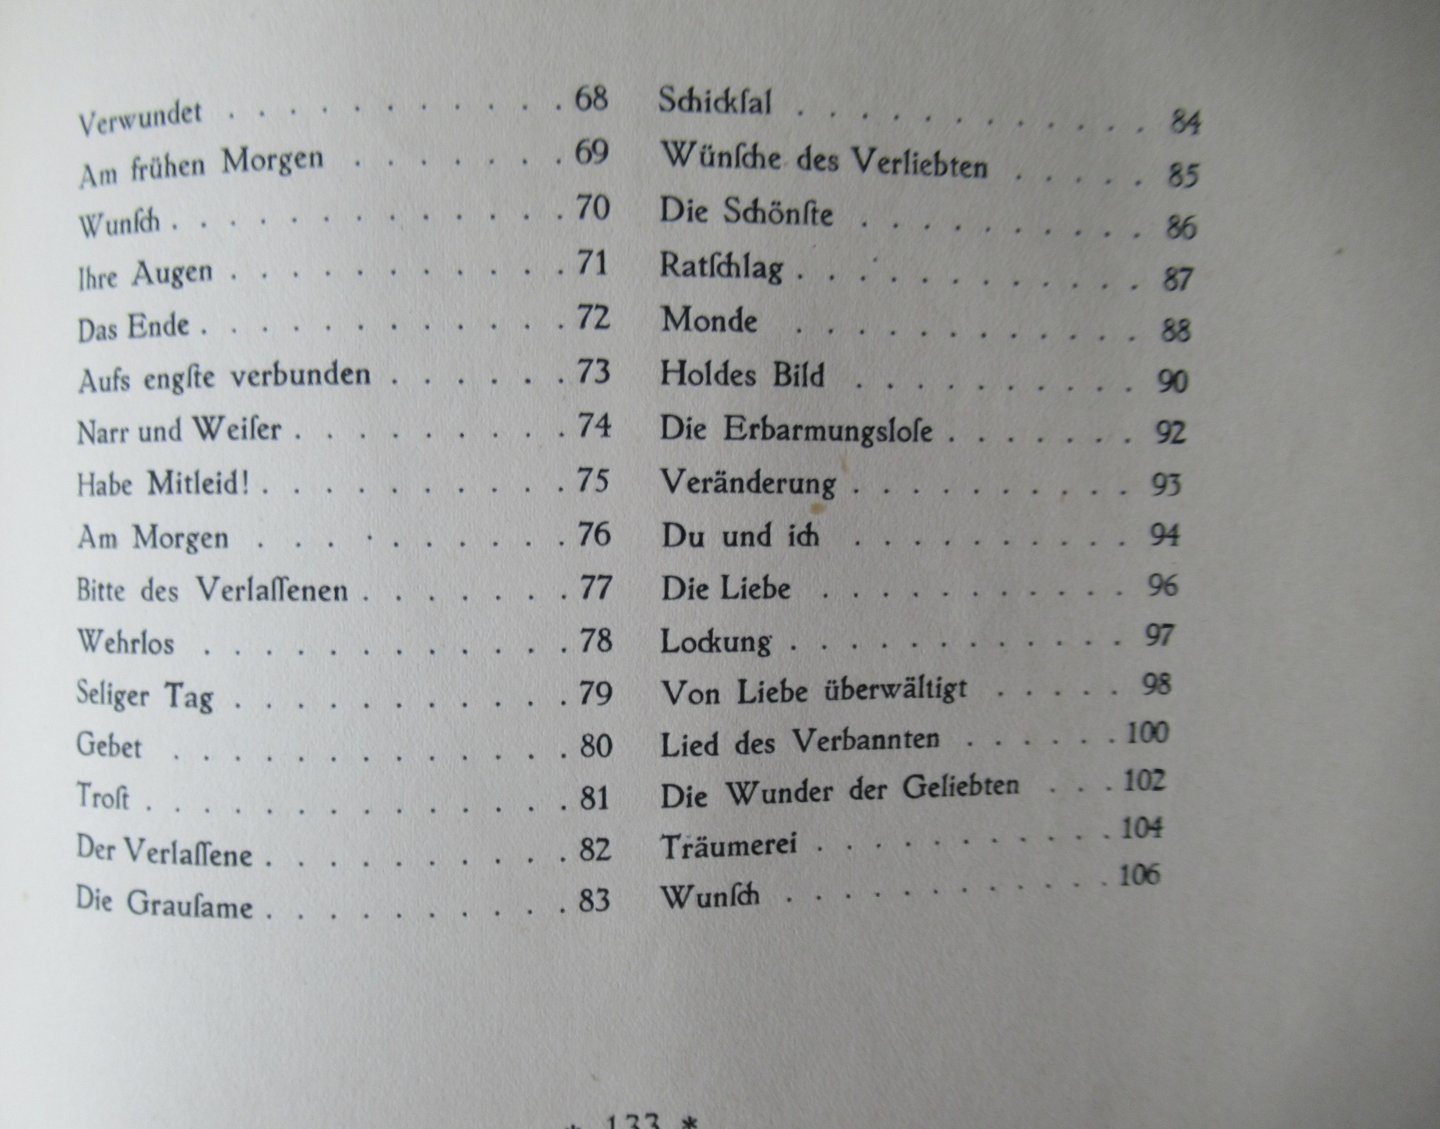 Verwundet . . . . . . . . . . . 68
Am frühen Morgen . . . . . . . 69
Wunſch . . . . . . . . . . . . . 70
Ihre Augen . . . . . . . . . . . 71
Das Ende . . . . . . . . . . . . 72
Aufs engſte verbunden . . . . . . 73
Narr und Weiſer . . . . . . . . . 74
Habe Mitleid! . . . . . . . . . . 75
Am Morgen . . . . . . . . . . 76
Bitte des Verlaſſenen . . . . . . . 77
Wehrlos . . . . . . . . . . . . 78
Seliger Tag . . . . . . . . . . . 79
Gebet . . . . . . . . . . . . . 80
Troſt . . . . . . . . . . . . . . 81
Der Verlaſſene . . . . . . . . . . 82
Die Grauſame . . . . . . . . . . 83
Schickſal . . . . . . . . . . . . 84
Wünſche des Verliebten . . . . . 85
Die Schönſte . . . . . . . . . . 86
Ratſchlag . . . . . . . . . . . . 87
Monde . . . . . . . . . . . 88
Holdes Bild . . . . . . . . . . 90
Die Erbarmungsloſe . . . . . . . 92
Veränderung . . . . . . . . . . 93
Du und ich . . . . . . . . . . 94
Die Liebe . . . . . . . . . . . 96
Lockung . . . . . . . . . . . . 97
Von Liebe überwältigt . . . . . 98
Lied des Verbannten . . . . . . 100
Die Wunder der Geliebten . . . 102
Träumerei . . . . . . . . . . . 104
Wunſch . . . . . . . . . . . . 106
* 133 *